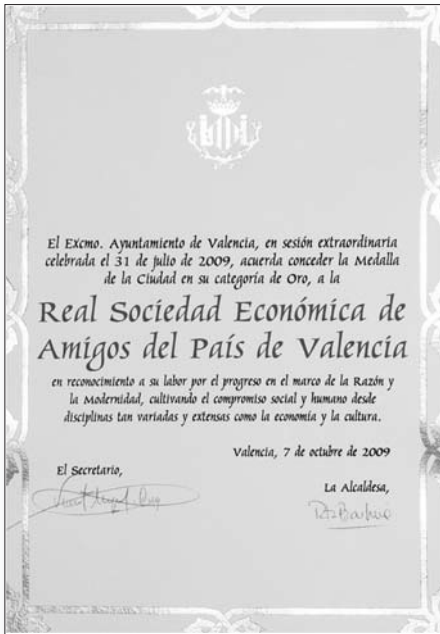 El Excmo. Ayuntamiento de Valencia, en sesión extraordinaria
celebrada el 31 de julio de 2009, acuerda conceder la Medalla
de la Ciudad en su categoría de Oro, a la
Real Sociedad Económica de
Amigos del País de Valencia
en reconocimiento a su labor por el progreso en el marco de la Razón y
la Modernidad, cultivando el compromiso social y humano desde
disciplinas tan variadas y extensas como la economía y la cultura.
Valencia, 7 de octubre de 2009
El Secretario,
La Alcaldesa,